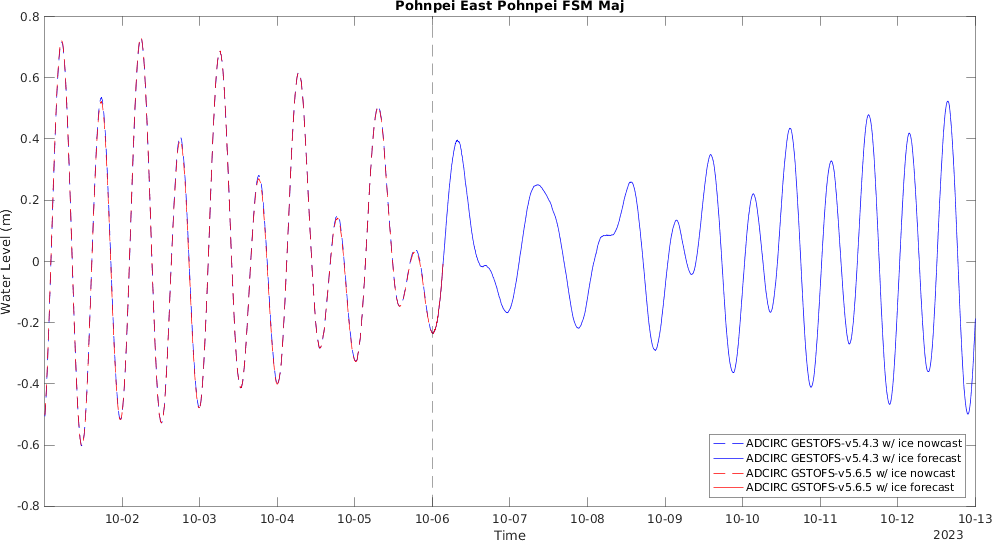 Pohnpei East Pohnpei FSM Maj
0.8
0.6
0.4
0.2
0
-0.2
-0.4
-0.6
-0.8
Water Level (m)
10-02 10-03 10-04 10-05 10-06 10-07 10-08 10-09 10-10 10-11 10-12 10-13
Time
2023
ADCIRC GESTOFS-v5.4.3 w/ ice nowcast
ADCIRC GESTOFS-v5.4.3 w/ ice forecast
ADCIRC GSTOFS-v5.6.5 w/ ice nowcast
ADCIRC GSTOFS-v5.6.5 w/ ice forecast